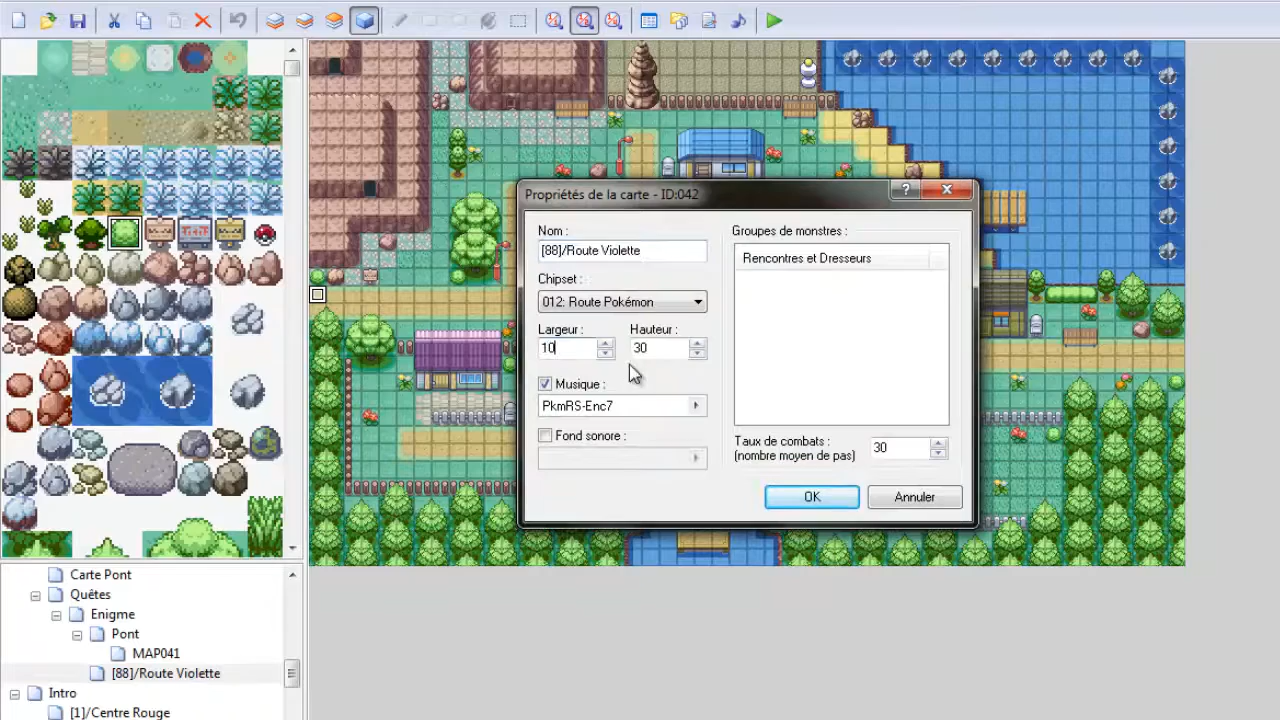 Propriétés de la carte - ID:042
Nom :
[88]/Route Violette
Chipset :
012: Route Pokémon
Largeur :
Hauteur :
10
30
Musique :
PkmRS-Enc7
Fond sonore :
Groupes de monstres :
Rencontres et Dresseurs
Taux de combats :
(nombre moyen de pas)
30
OK
Annuler
Carte Pont
Quêtes
Enigme
Pont
MAP041
[88]/Route Violette
Intro
[1]/Centre Rouge